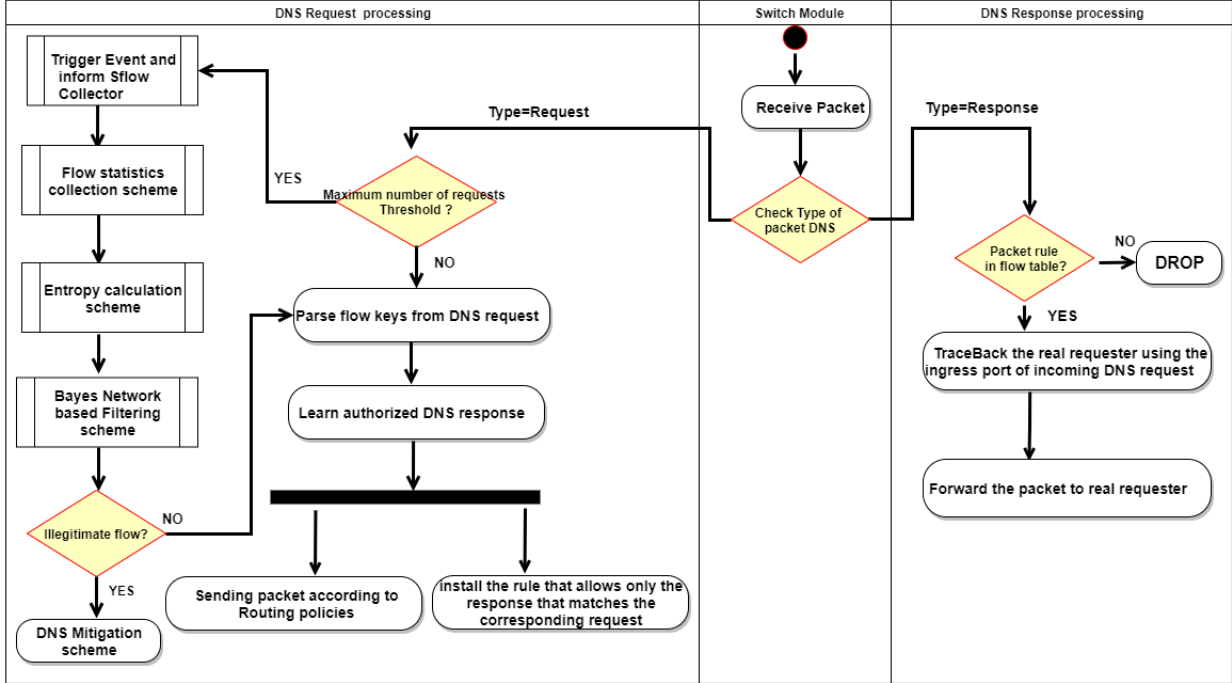 DNS Request processing
Switch Module
DNS Response processing
Trigger Event and
inform Sflow
Collector
Flow statistics
collection scheme
Entropy calculation
scheme
Bayes Network
based Filtering
scheme
Illegitimate flow?
NO
YES
DNS Mitigation
scheme
YES
Type=Request
Maximum number of requests
Threshold ?
NO
Parse flow keys from DNS request
Learn authorized DNS response
Sending packet according to
Routing policies
install the rule that allows only the
response that matches the
corresponding request
Receive Packet
Check Type of
packet DNS
Type=Response
Packet rule
in flow table?
NO
DROP
YES
TraceBack the real requester using the
ingress port of incoming DNS request
Forward the packet to real requester